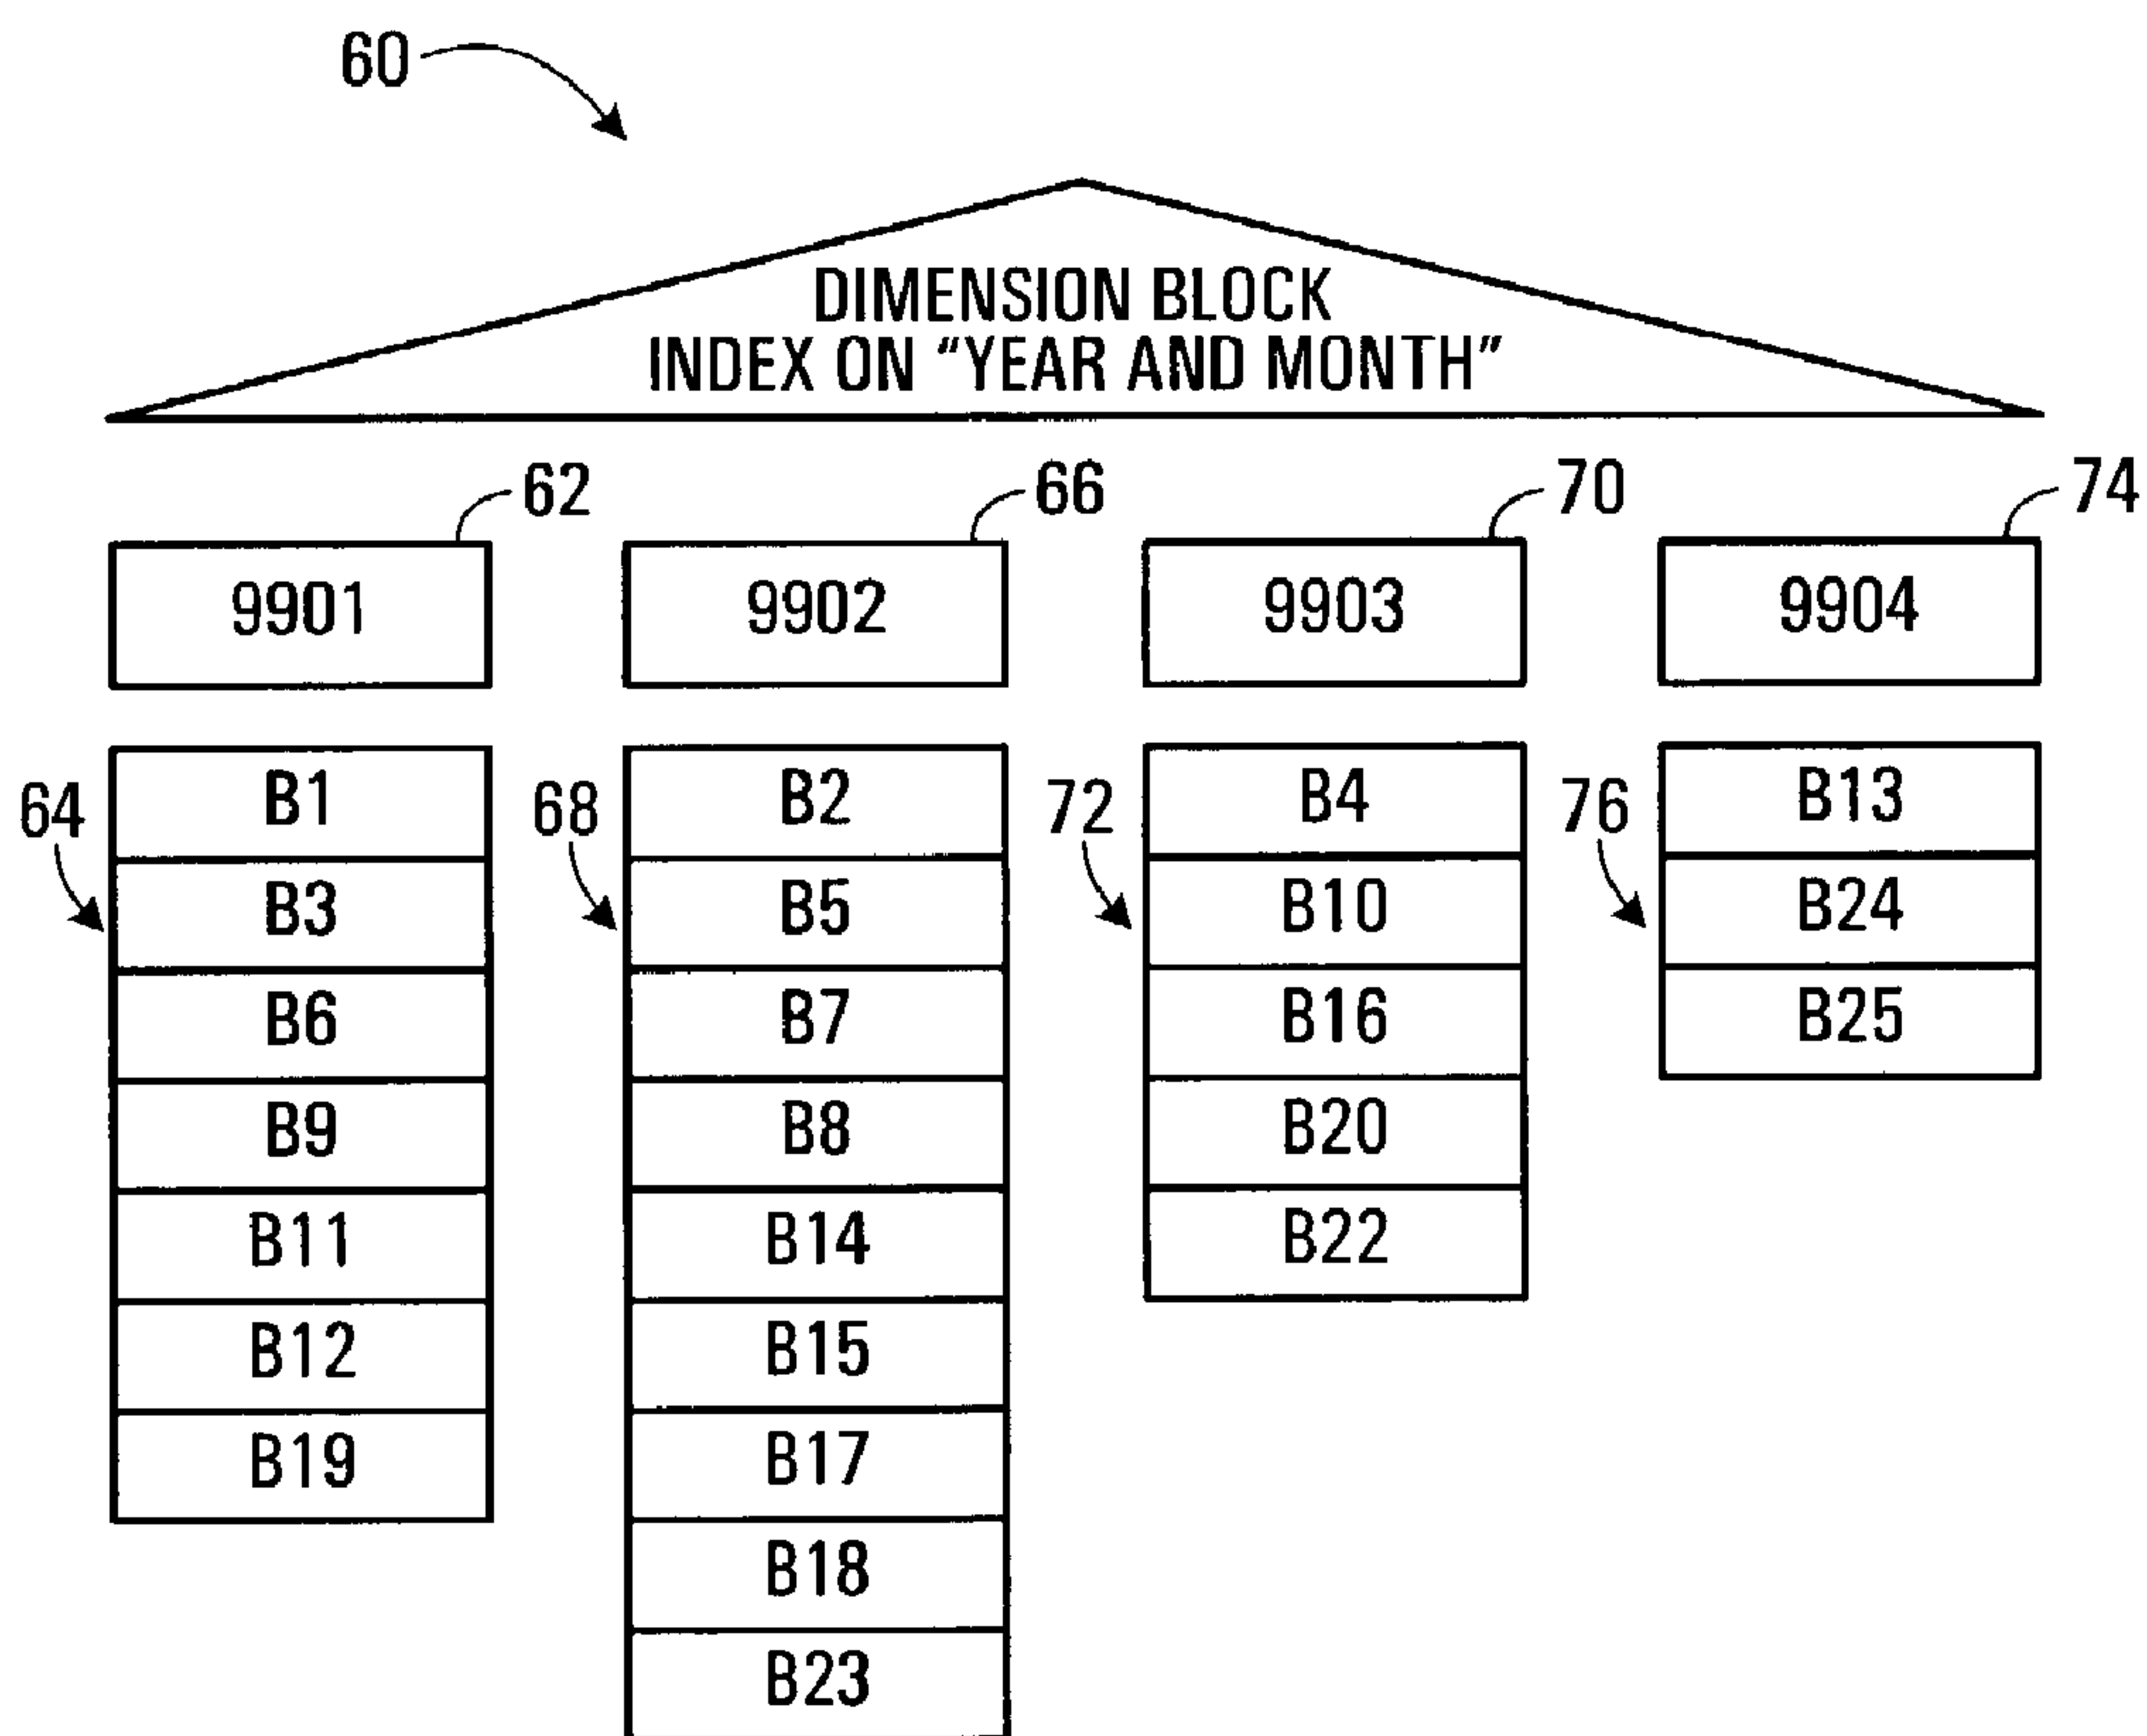 60
DIMENSION BLOCK
INDEX ON "YEAR AND MONTH"
62
66
70
74
9901
9902
9903
9904
64
68
72
76
B1
B3
B6
B9
B11
B12
B19
B2
B5
B7
B8
B14
B15
B17
B18
B23
B4
B10
B16
B20
B22
B13
B24
B25